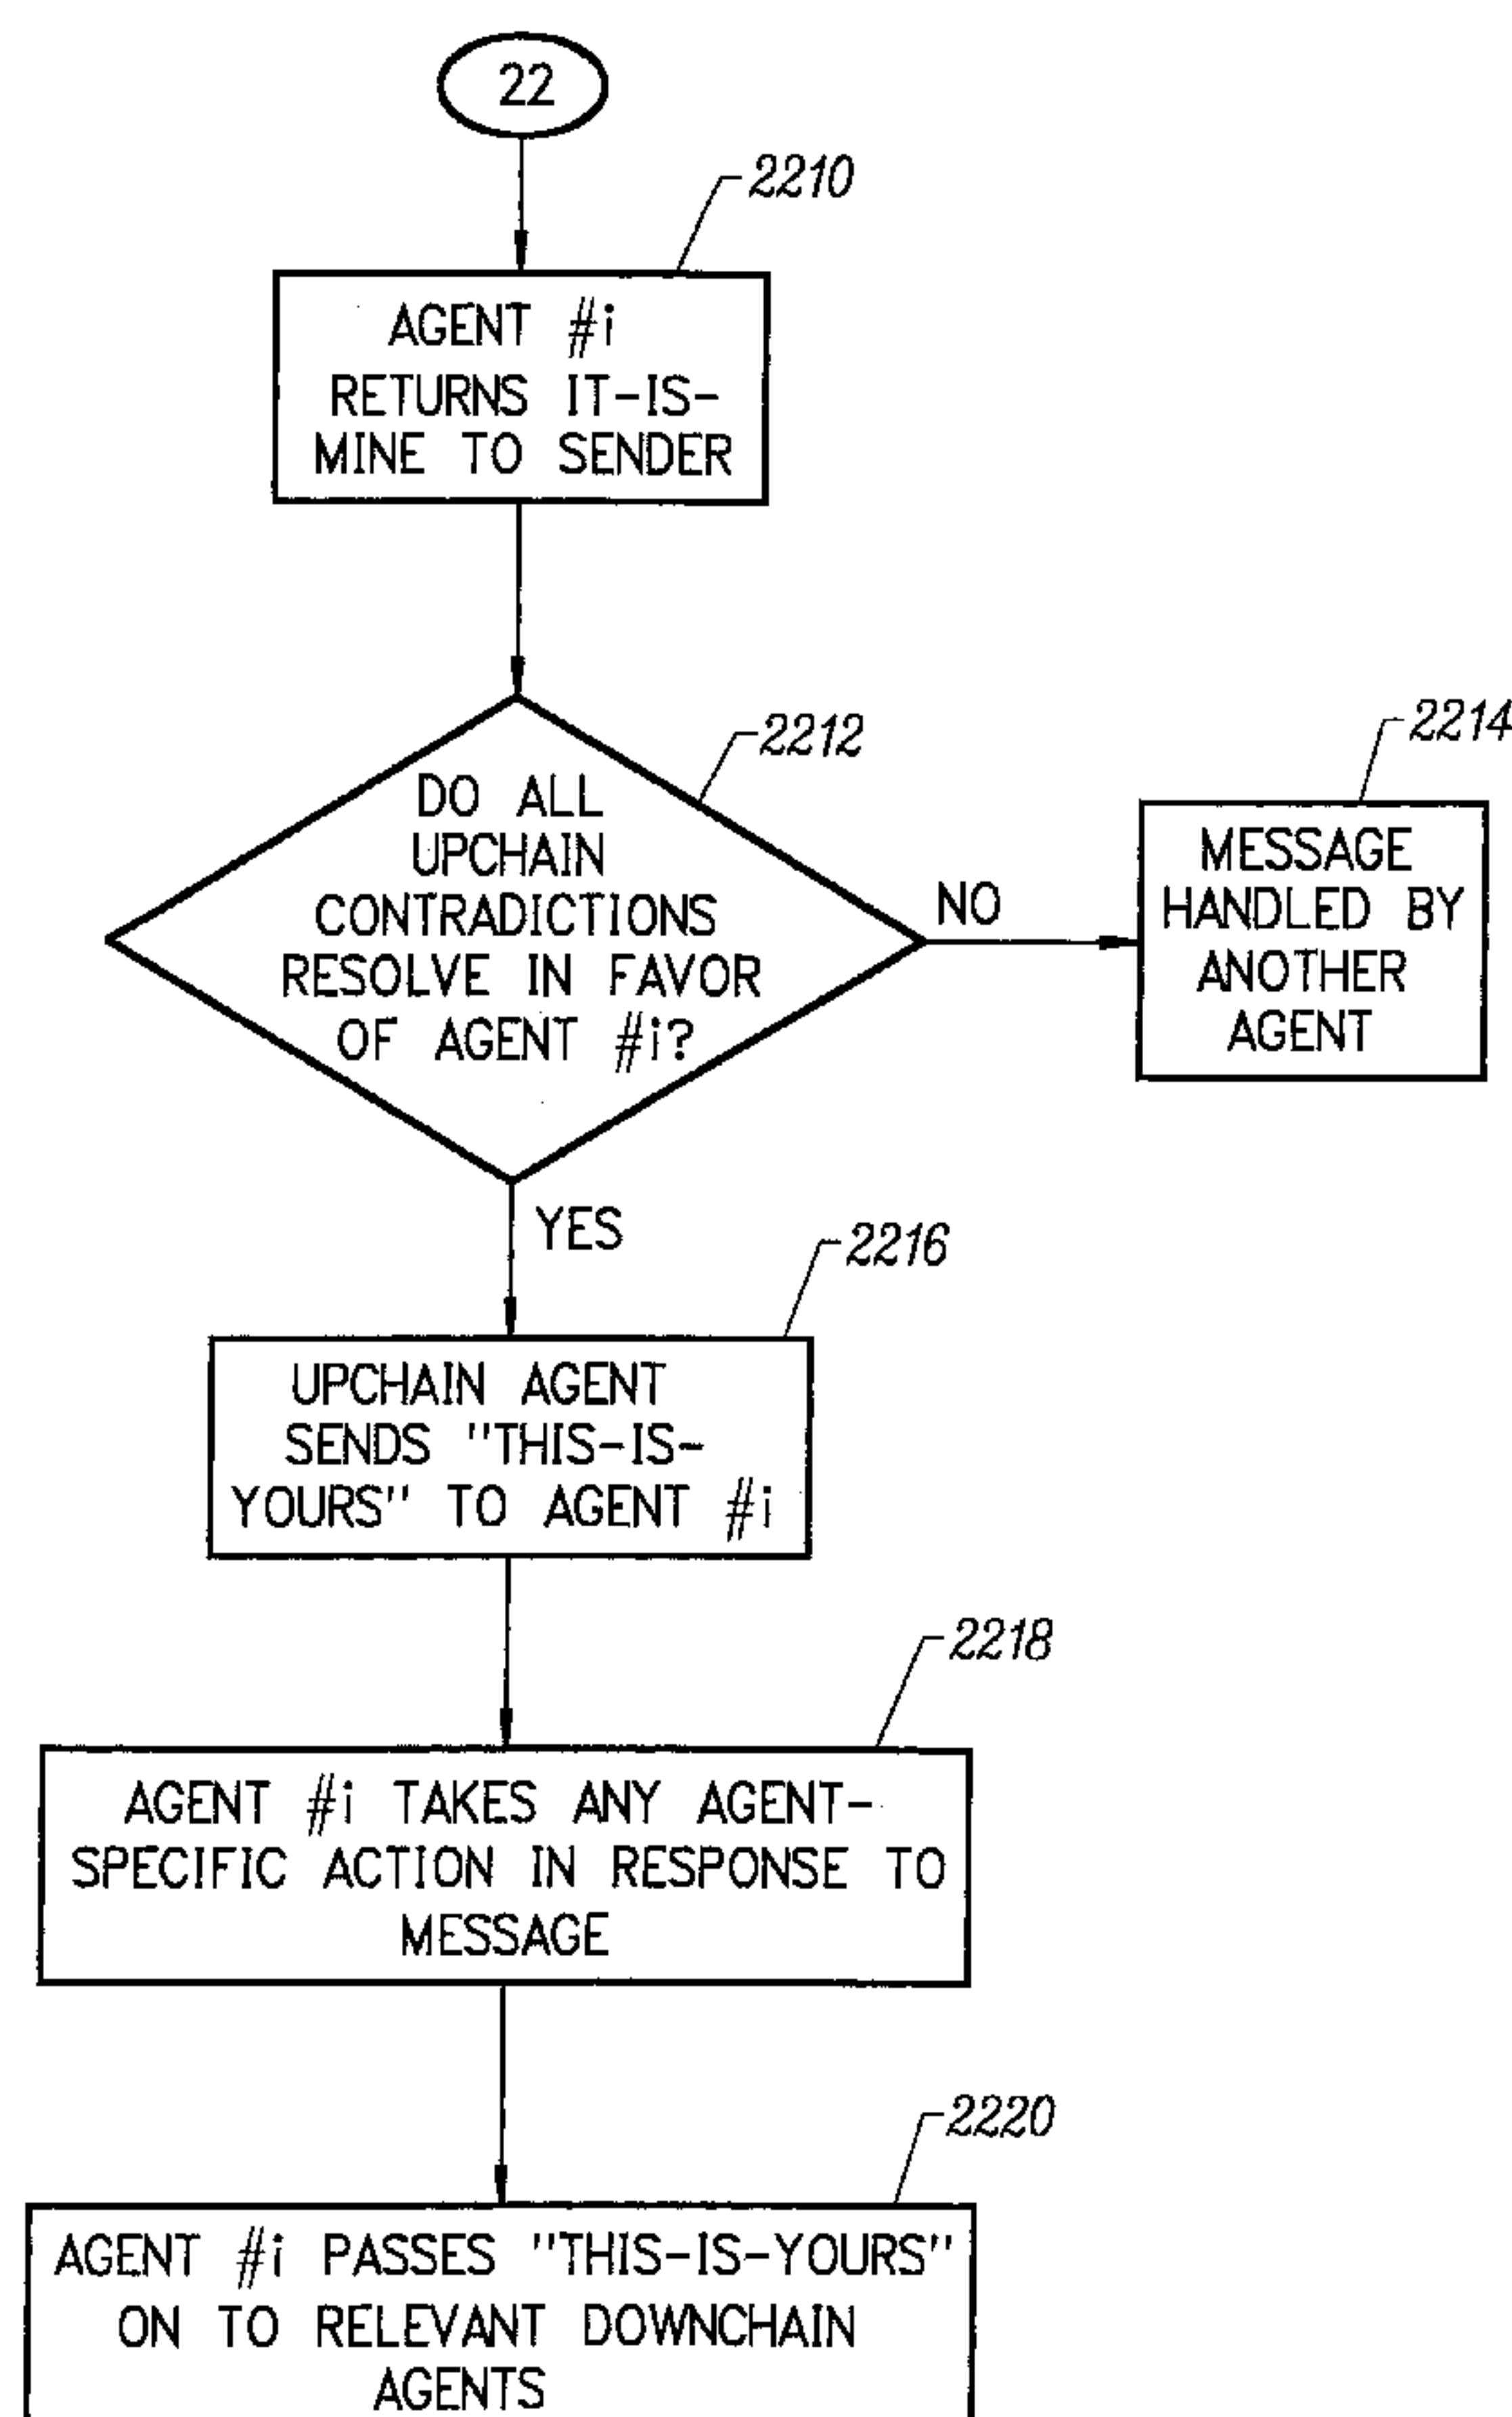 22
2210
AGENT #i
RETURNS IT-IS-
MINE TO SENDER
2212
DO ALL
UPCHAIN
CONTRADICTIONS
RESOLVE IN FAVOR
OF AGENT #i?
NO
2214
MESSAGE
HANDLED BY
ANOTHER
AGENT
YES
2216
UPCHAIN AGENT
SENDS "THIS-IS-
YOURS" TO AGENT #i
2218
AGENT #i TAKES ANY AGENT-
SPECIFIC ACTION IN RESPONSE TO
MESSAGE
2220
AGENT #i PASSES "THIS-IS-YOURS"
ON TO RELEVANT DOWNCHAIN
AGENTS